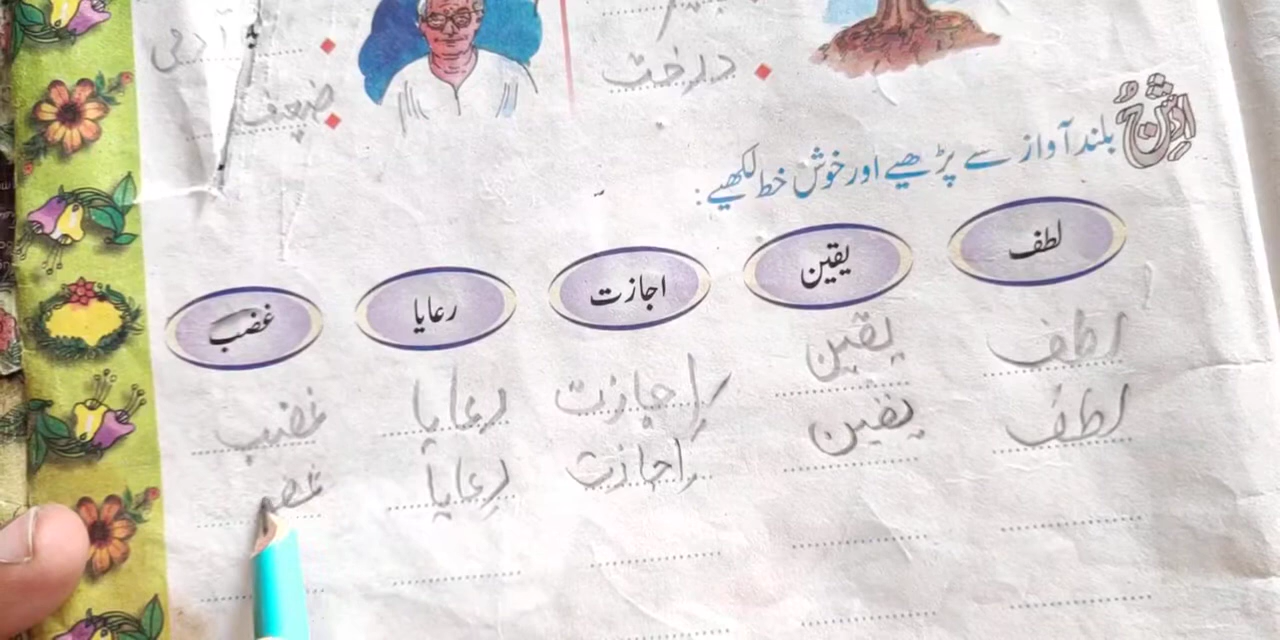 درخت
آدمی
ضعیف
بلند آواز سے پڑھیے اور خوش خط لکھیے:
لطف یقین اجازت رعایا غضب
لطف یقین اجازت رعایا غضب
لطف یقین اجازت رعایا